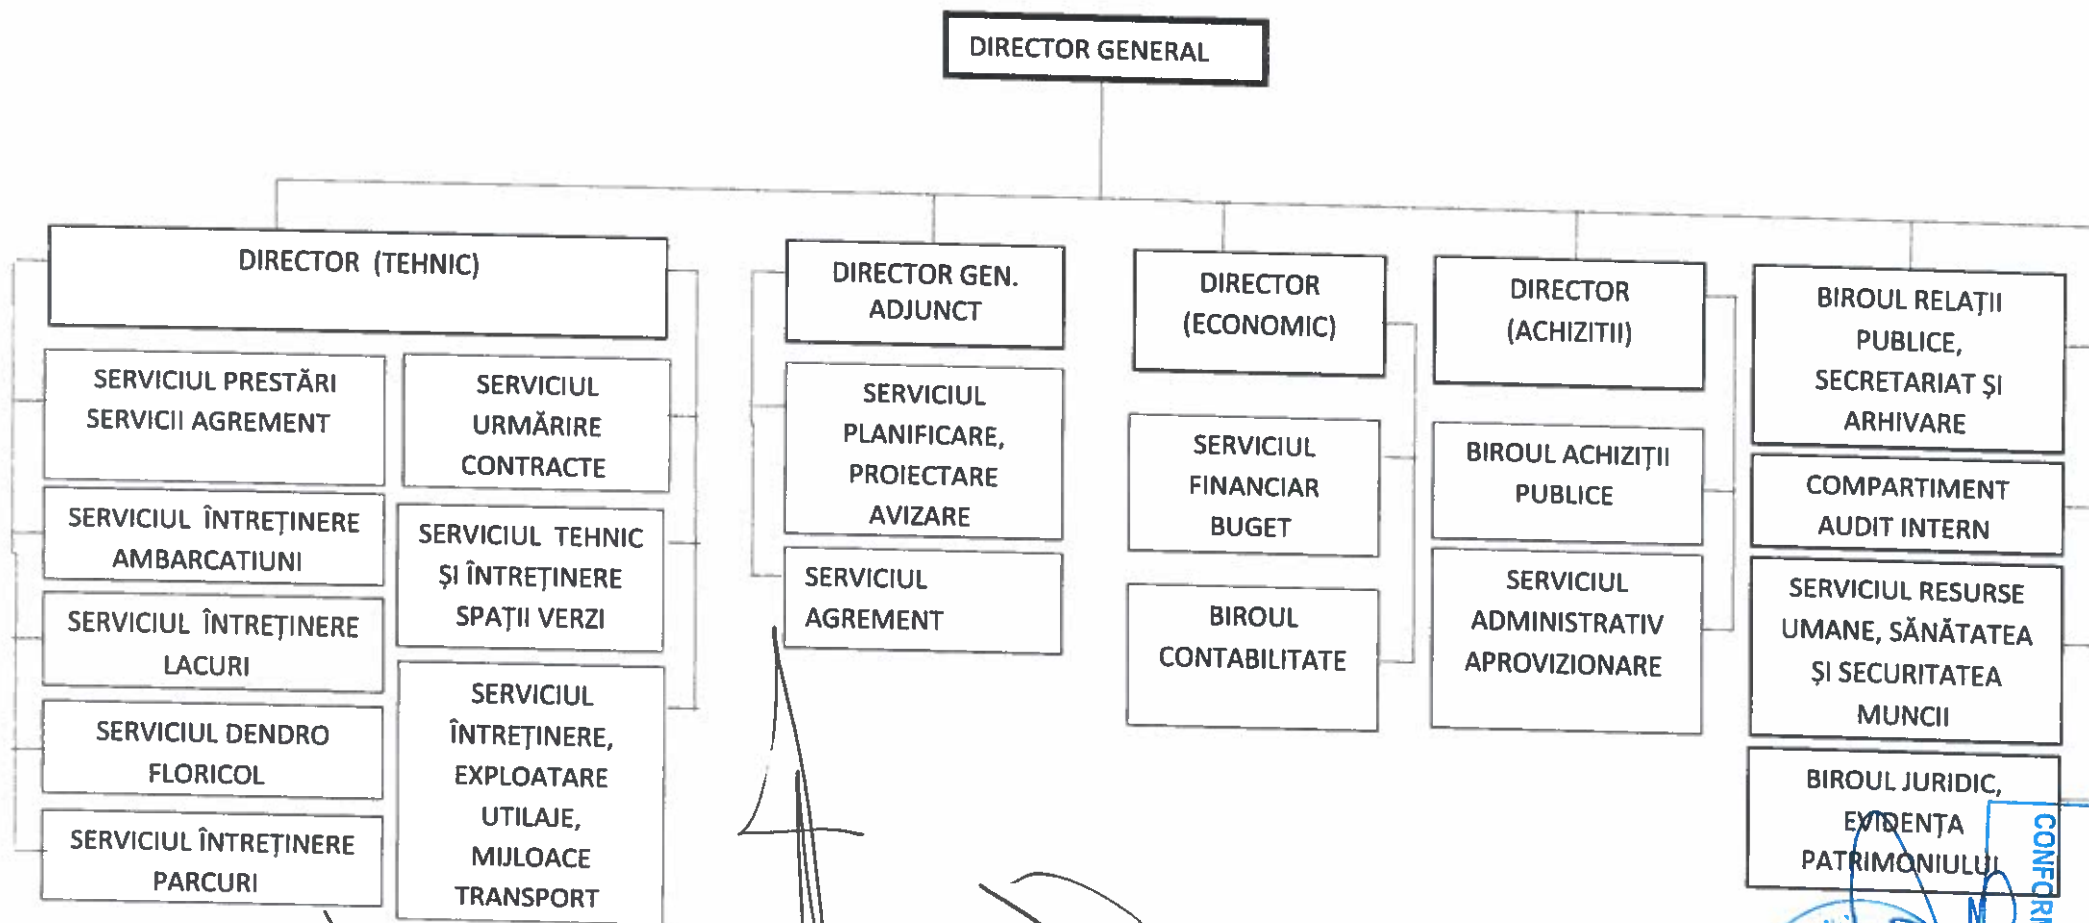 DIRECTOR GENERAL
DIRECTOR (TEHNIC)
SERVICIUL PRESTĂRI
SERVICII AGREMENT
SERVICIUL ÎNTREȚINERE
AMBARCATIUNI
SERVICIUL ÎNTREȚINERE
LACURI
SERVICIUL DENDRO
FLORICOL
SERVICIUL ÎNTREȚINERE
PARCURI
SERVICIUL
URMĂRIRE
CONTRACTE
SERVICIUL TEHNIC
ȘI ÎNTREȚINERE
SPAȚII VERZI
SERVICIUL
ÎNTREȚINERE,
EXPLOATARE
UTILAJE,
MIJLOACE
TRANSPORT
DIRECTOR GEN.
ADJUNCT
SERVICIUL
PLANIFICARE,
PROIECTARE
AVIZARE
SERVICIUL
AGREMENT
DIRECTOR
(ECONOMIC)
SERVICIUL
FINANCIAR
BUGET
BIROUL
CONTABILITATE
DIRECTOR
(ACHIZITII)
BIROUL ACHIZIȚII
PUBLICE
SERVICIUL
ADMINISTRATIV
APROVIZIONARE
BIROUL RELAȚII
PUBLICE,
SECRETARIAT ȘI
ARHIVARE
COMPARTIMENT
AUDIT INTERN
SERVICIUL RESURSE
UMANE, SĂNĂTATEA
ȘI SECURITATEA
MUNCII
BIROUL JURIDIC,
EVIDENȚA
PATRIMONIULUI